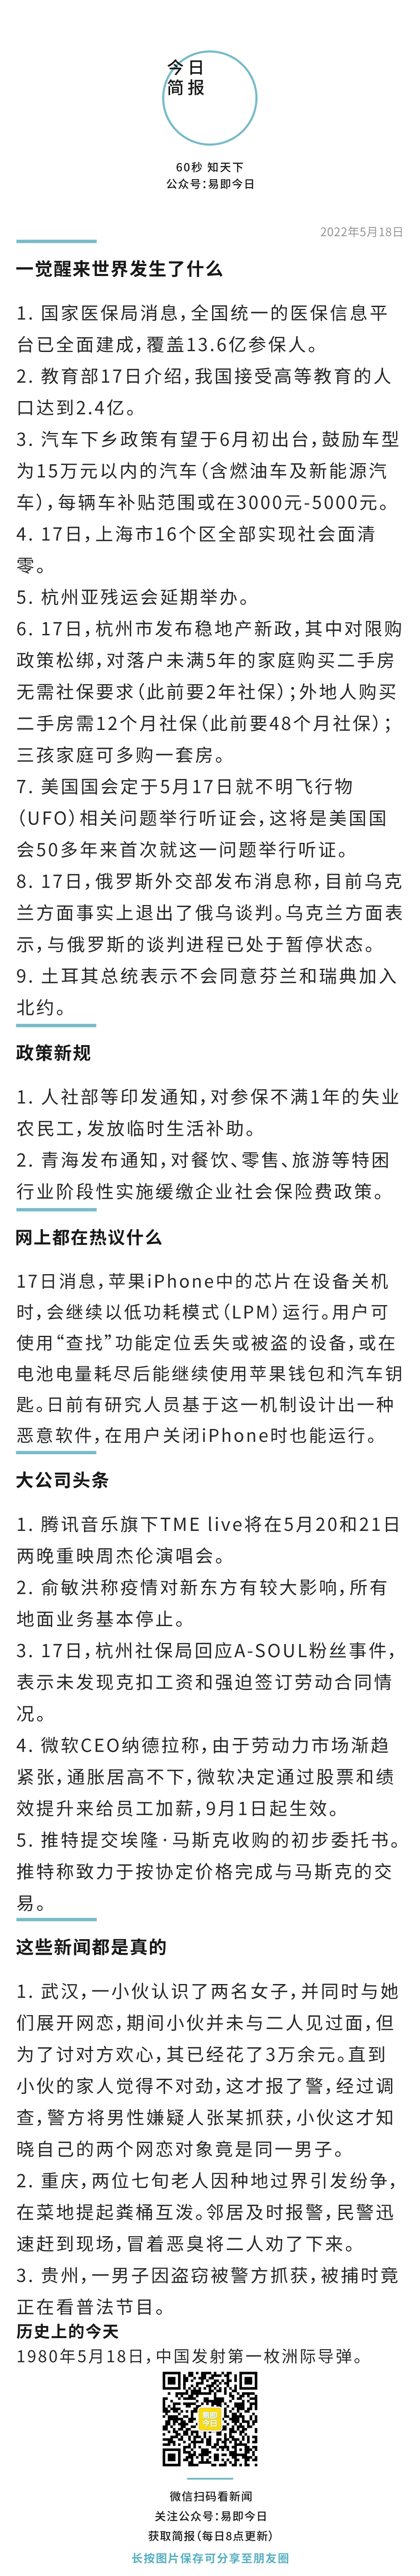 今日
简报
60秒 知天下
公众号：易即今日
2022年5月18日
一觉醒来世界发生了什么
1. 国家医保局消息，全国统一的医保信息平
台已全面建成，覆盖13.6亿参保人。
2. 教育部17日介绍，我国接受高等教育的人
口达到2.4亿。
3. 汽车下乡政策有望于6月初出台，鼓励车型
为15万元以内的汽车（含燃油车及新能源汽
车），每辆车补贴范围或在3000元-5000元。
4. 17日，上海市16个区全部实现社会面清
零。
5. 杭州亚残运会延期举办。
6. 17日，杭州市发布稳地产新政，其中对限购
政策松绑，对落户未满5年的家庭购买二手房
无需社保要求（此前要2年社保）；外地人购买
二手房需12个月社保（此前要48个月社保）；
三孩家庭可多购一套房。
7. 美国国会定于5月17日就不明飞行物
（UFO）相关问题举行听证会，这将是美国国
会50多年来首次就这一问题举行听证。
8. 17日，俄罗斯外交部发布消息称，目前乌克
兰方面事实上退出了俄乌谈判。乌克兰方面表
示，与俄罗斯的谈判进程已处于暂停状态。
9. 土耳其总统表示不会同意芬兰和瑞典加入
北约。
政策新规
1. 人社部等印发通知，对参保不满1年的失业
农民工，发放临时生活补助。
2. 青海发布通知，对餐饮、零售、旅游等特困
行业阶段性实施缓缴企业社会保险费政策。
网上都在热议什么
17日消息，苹果iPhone中的芯片在设备关机
时，会继续以低功耗模式（LPM）运行。用户可
使用“查找”功能定位丢失或被盗的设备，或在
电池电量耗尽后能继续使用苹果钱包和汽车钥
匙。日前有研究人员基于这一机制设计出一种
恶意软件，在用户关闭iPhone时也能运行。
大公司头条
1. 腾讯音乐旗下TME live将在5月20和21日
两晚重映周杰伦演唱会。
2. 俞敏洪称疫情对新东方有较大影响，所有
地面业务基本停止。
3. 17日，杭州社保局回应A-SOUL粉丝事件，
表示未发现克扣工资和强迫签订劳动合同情
况。
4. 微软CEO纳德拉称，由于劳动力市场渐趋
紧张，通胀居高不下，微软决定通过股票和绩
效提升来给员工加薪，9月1日起生效。
5. 推特提交埃隆·马斯克收购的初步委托书。
推特称致力于按协定价格完成与马斯克的交
易。
这些新闻都是真的
1. 武汉，一小伙认识了两名女子，并同时与她
们展开网恋，期间小伙并未与二人见过面，但
为了讨对方欢心，其已经花了3万余元。直到
小伙的家人觉得不对劲，这才报了警，经过调
查，警方将男性嫌疑人张某抓获，小伙这才知
晓自己的两个网恋对象竟是同一男子。
2. 重庆，两位七旬老人因种地过界引发纷争，
在菜地提起粪桶互泼。邻居及时报警，民警迅
速赶到现场，冒着恶臭将二人劝了下来。
3. 贵州，一男子因盗窃被警方抓获，被捕时竟
正在看普法节目。
历史上的今天
1980年5月18日，中国发射第一枚洲际导弹。
易即
今日
微信扫码看新闻
关注公众号：易即今日
获取简报（每日8点更新）
长按图片保存可分享至朋友圈